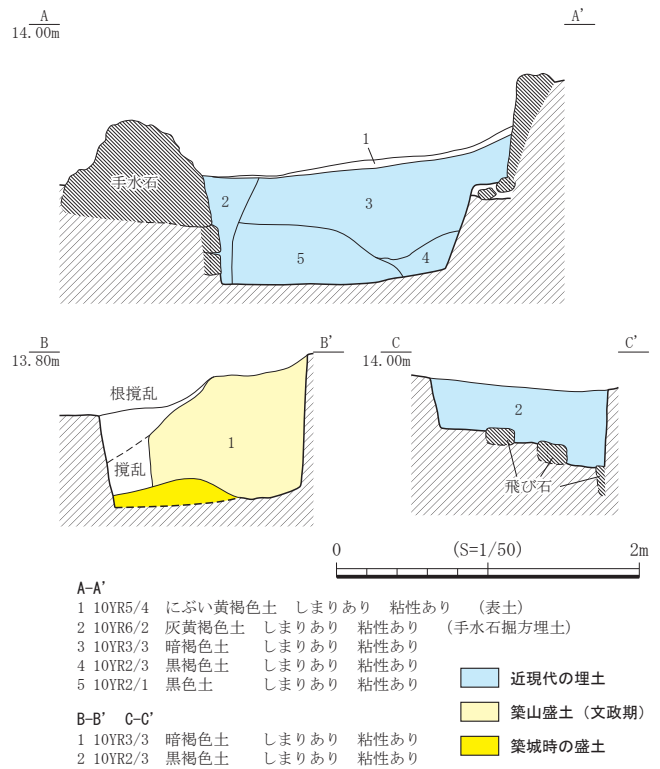 A A’
14.00m
1
手水石
2
3
4
5
B B’ C C’
13.80m 14.00m
根撹乱
1
撹乱
2
飛び石
0 (S=1/50) 2m
A-A’
1 10YR5/4 にぶい黄褐色土 しまりあり 粘性あり (表土)
2 10YR6/2 灰黄褐色土 しまりあり 粘性あり (手水石掘方埋土)
3 10YR3/3 暗褐色土 しまりあり 粘性あり
4 10YR2/3 黒褐色土 しまりあり 粘性あり
5 10YR2/1 黒色土 しまりあり 粘性あり
B-B’ C-C’
1 10YR3/3 暗褐色土 しまりあり 粘性あり
2 10YR2/3 黒褐色土 しまりあり 粘性あり
近現代の埋土
築山盛土（文政期）
築城時の盛土